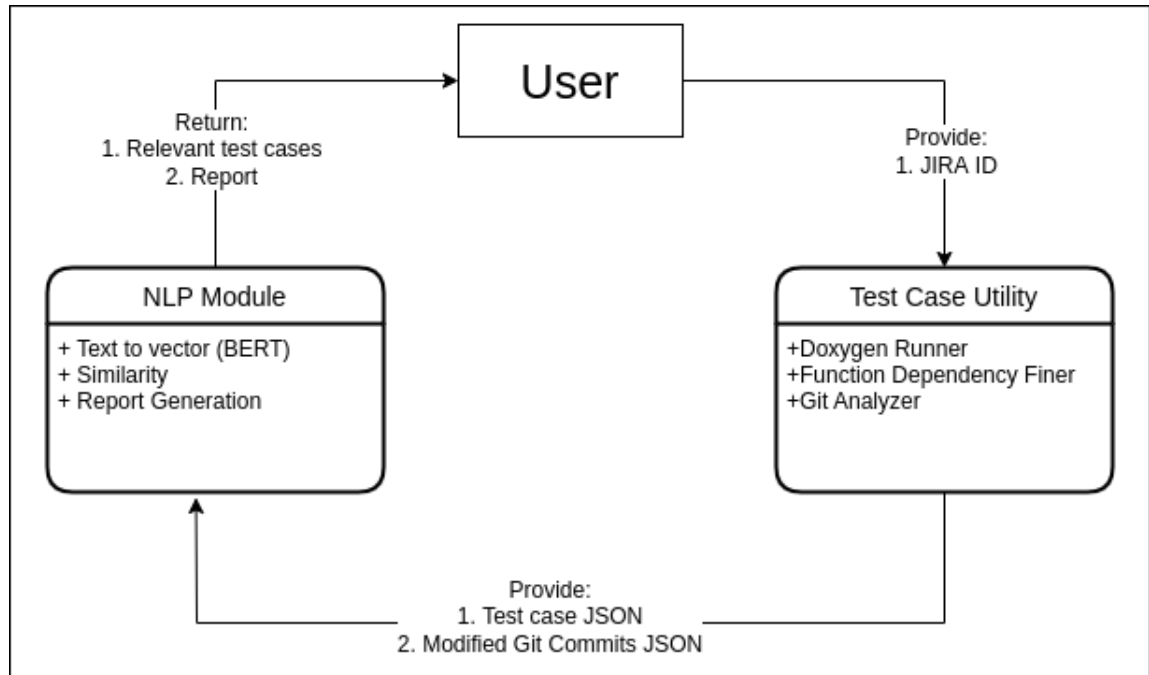 User
Return:
1. Relevant test cases
2. Report
Provide:
1. JIRA ID
NLP Module
+ Text to vector (BERT)
+ Similarity
+ Report Generation
Test Case Utility
+Doxygen Runner
+Function Dependency Finer
+Git Analyzer
Provide:
1. Test case JSON
2. Modified Git Commits JSON